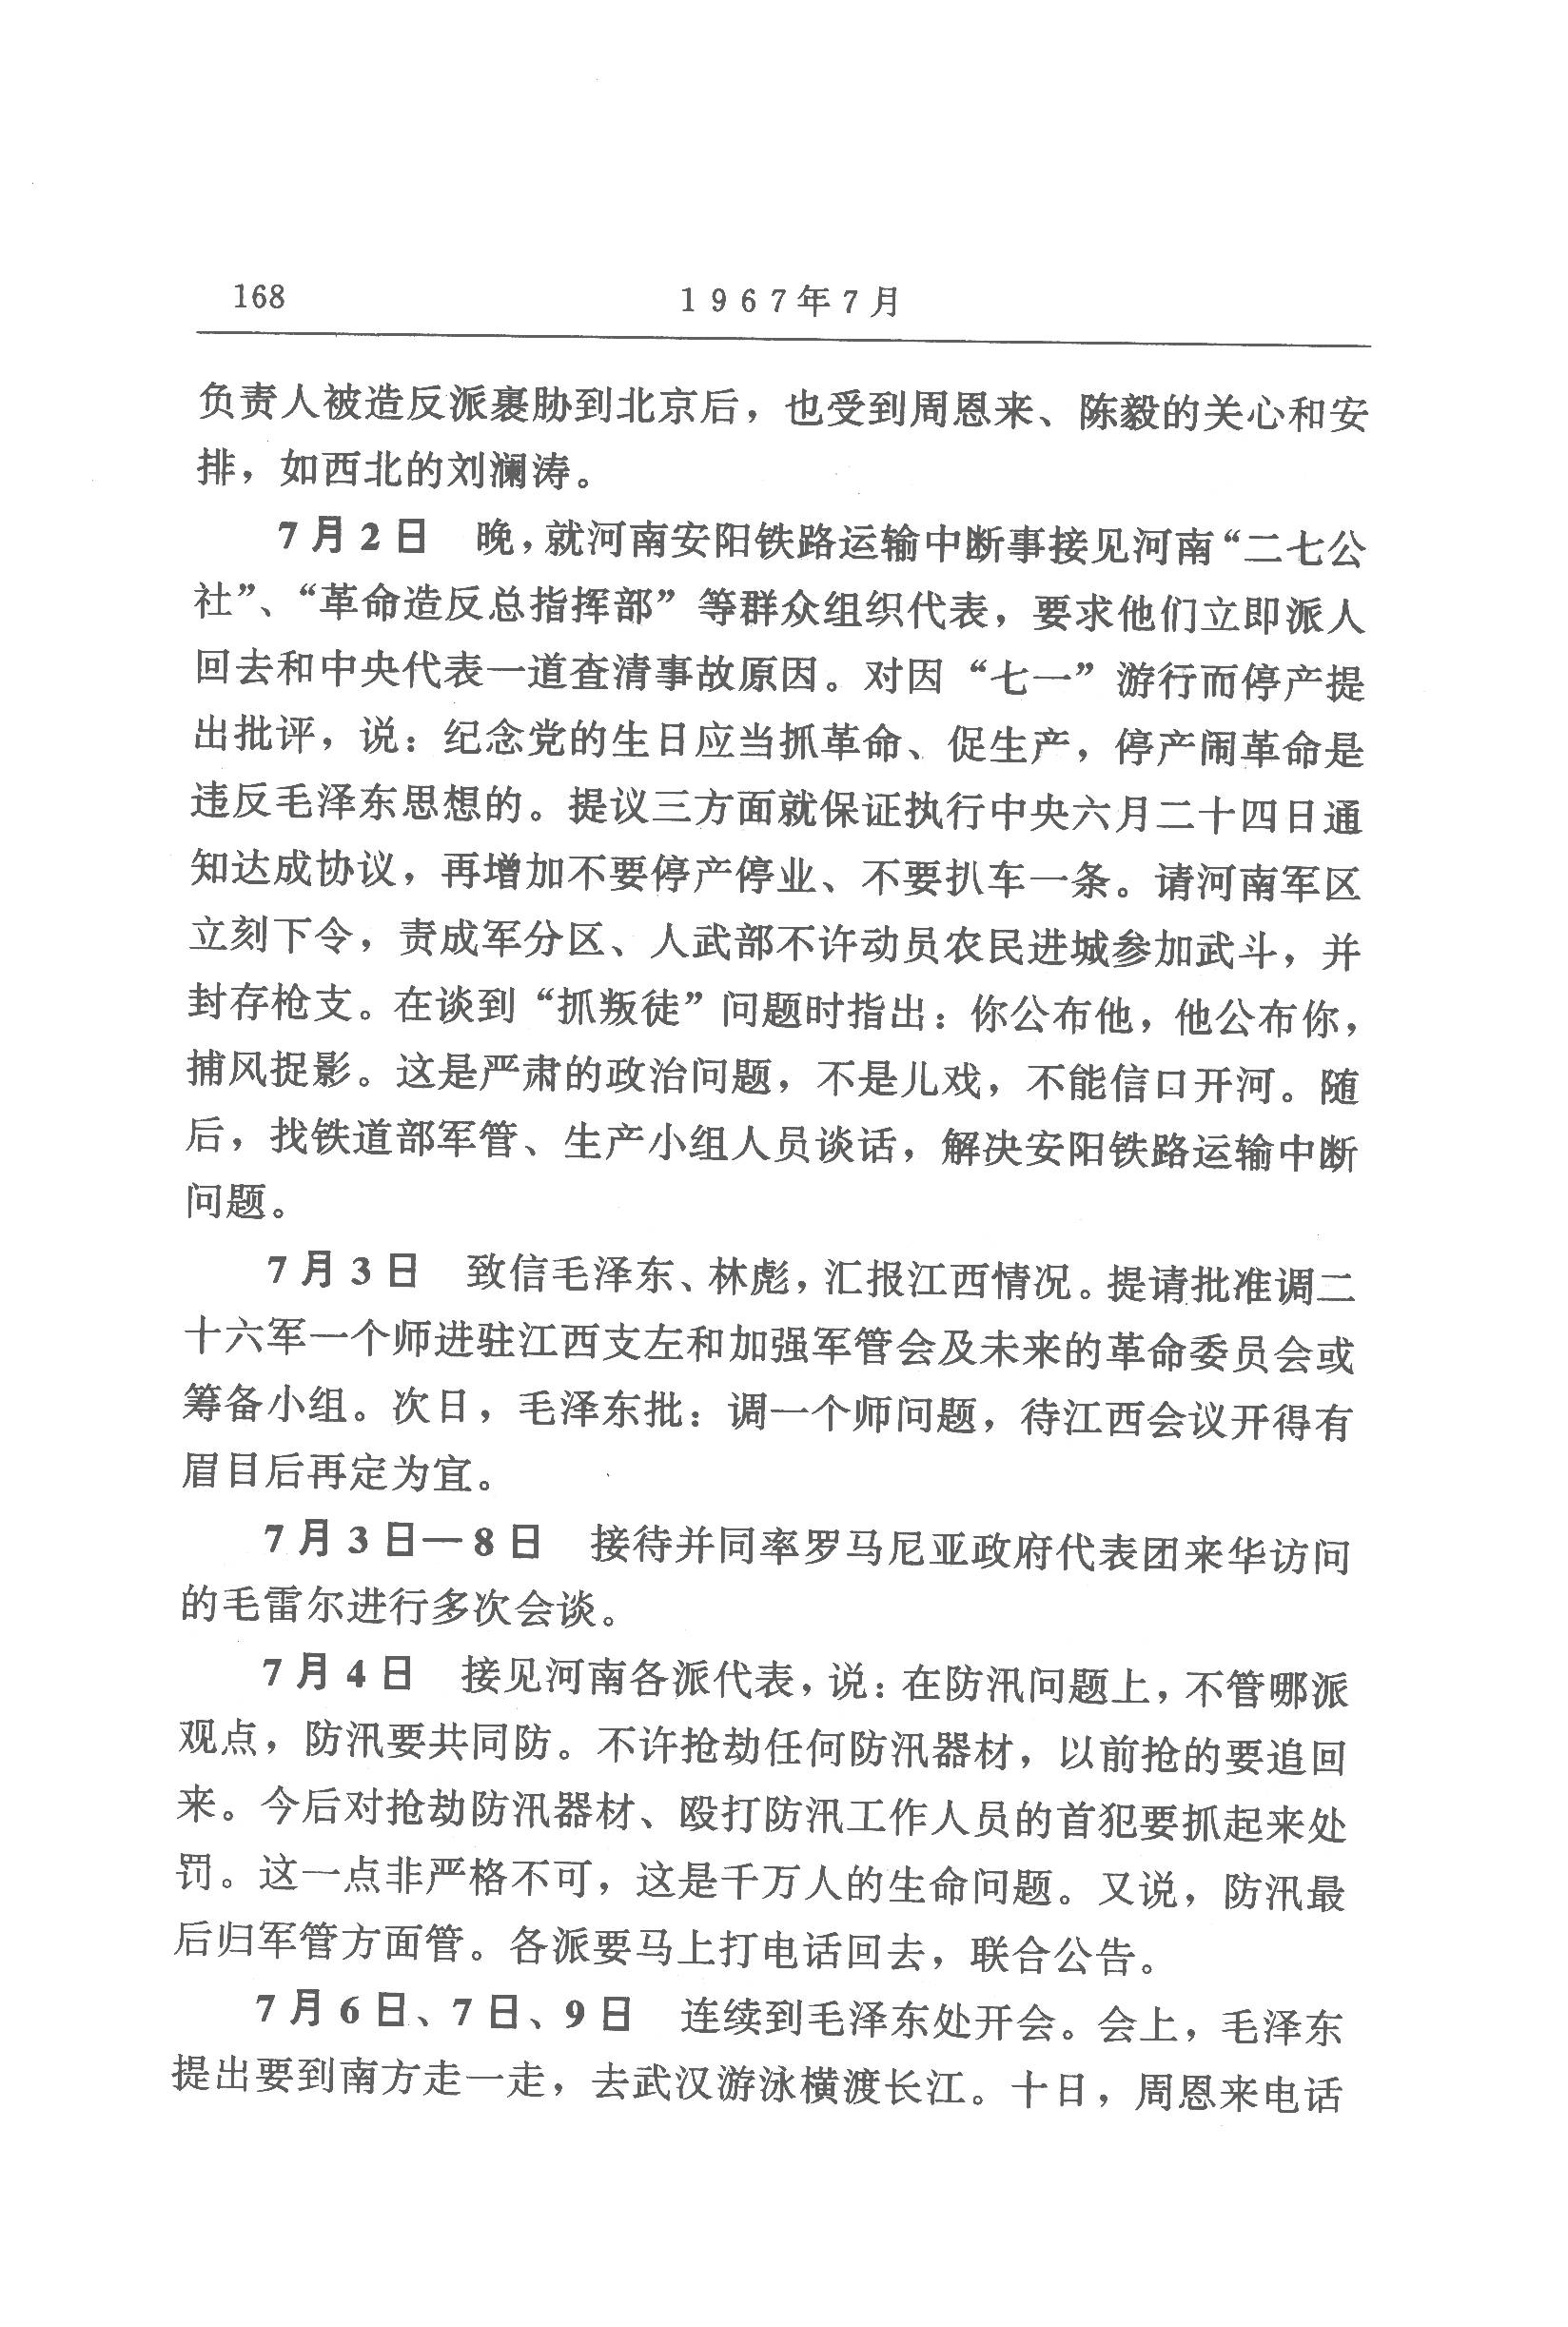 168
1967年7月
负责人被造反派裹胁到北京后，也受到周恩来、陈毅的关心和安
排，如西北的刘澜涛。
7月2日　晚，就河南安阳铁路运输中断事接见河南“二七公
社”、“革命造反总指挥部”等群众组织代表，要求他们立即派人
回去和中央代表一道查清事故原因。对因“七一”游行而停产提
出批评，说：纪念党的生日应当抓革命、促生产，停产闹革命是
违反毛泽东思想的。提议三方面就保证执行中央六月二十四日通
知达成协议，再增加不要停产停业、不要扒车一条。请河南军区
立刻下令，责成军分区、人武部不许动员农民进城参加武斗，并
封存枪支。在谈到“抓叛徒”问题时指出：你公布他，他公布你，
捕风捉影。这是严肃的政治问题，不是儿戏，不能信口开河。随
后，找铁道部军管、生产小组人员谈话，解决安阳铁路运输中断
问题。
7月3日　致信毛泽东、林彪，汇报江西情况。提请批准调二
十六军一个师进驻江西支左和加强军管会及未来的革命委员会或
筹备小组。次日，毛泽东批：调一个师问题，待江西会议开得有
眉目后再定为宜。
7月3日—8日　接待并同率罗马尼亚政府代表团来华访问
的毛雷尔进行多次会谈。
7月4日　接见河南各派代表，说：在防汛问题上，不管哪派
观点，防汛要共同防。不许抢劫任何防汛器材，以前抢的要追回
来。今后对抢劫防汛器材、殴打防汛工作人员的首犯要抓起来处
罚。这一点非严格不可，这是千万人的生命问题。又说，防汛最
后归军管方面管。各派要马上打电话回去，联合公告。
7月6日、7日、9日　连续到毛泽东处开会。会上，毛泽东
提出要到南方走一走，去武汉游泳横渡长江。十日，周恩来电话